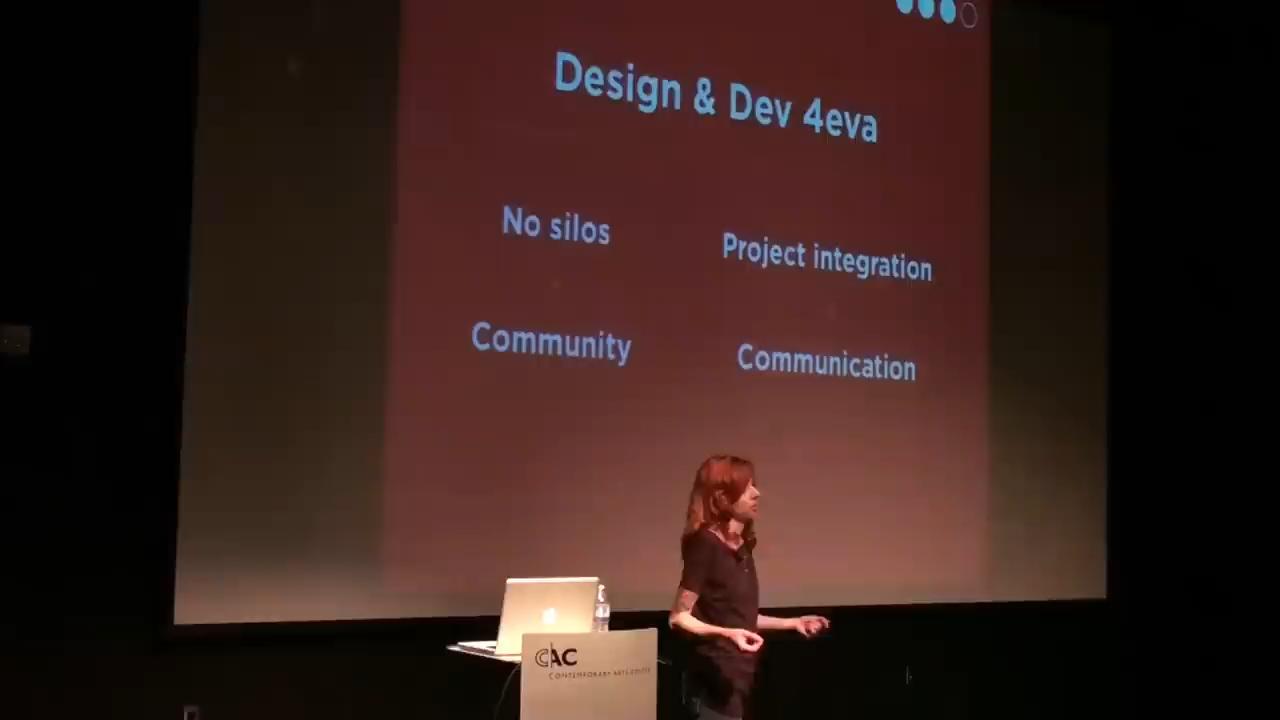 Design & Dev 4eva
No silos
Project integration
Community
Communication
CAC
CONTEMPORARY ARTS CENTER